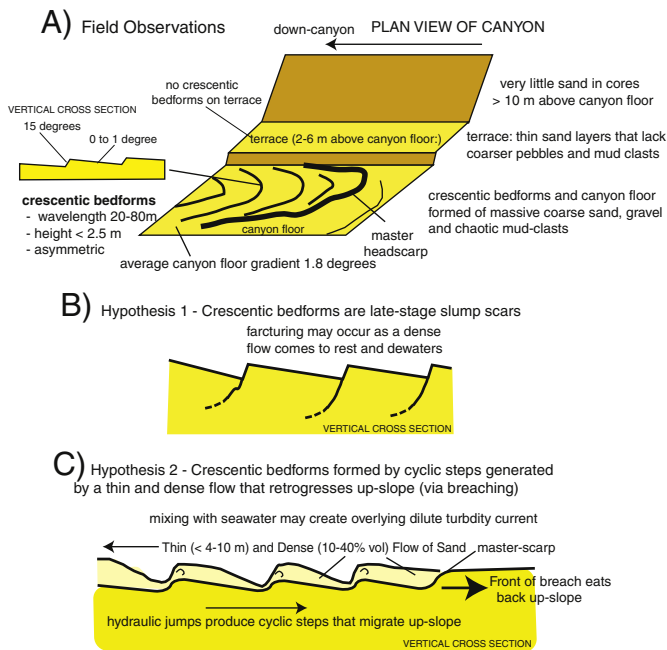 A) Field Observations
down-canyon
PLAN VIEW OF CANYON
no crescentic
bedforms on terrace
very little sand in cores
> 10 m above canyon floor
VERTICAL CROSS SECTION
15 degrees
0 to 1 degree
terrace (2-6 m above canyon floor:)
terrace: thin sand layers that lack
coarser pebbles and mud clasts
crescentic bedforms
- wavelength 20-80m
- height < 2.5 m
- asymmetric
crescentic bedforms and canyon floor
formed of massive coarse sand, gravel
and chaotic mud-clasts
canyon floor
master
headscarp
average canyon floor gradient 1.8 degrees
B) Hypothesis 1 - Crescentic bedforms are late-stage slump scars
farcturing may occur as a dense
flow comes to rest and dewaters
VERTICAL CROSS SECTION
C) Hypothesis 2 - Crescentic bedforms formed by cyclic steps generated
by a thin and dense flow that retrogresses up-slope (via breaching)
mixing with seawater may create overlying dilute turbdity current
Thin (< 4-10 m) and Dense (10-40% vol) Flow of Sand
master-scarp
Front of breach eats
back up-slope
hydraulic jumps produce cyclic steps that migrate up-slope
VERTICAL CROSS SECTION